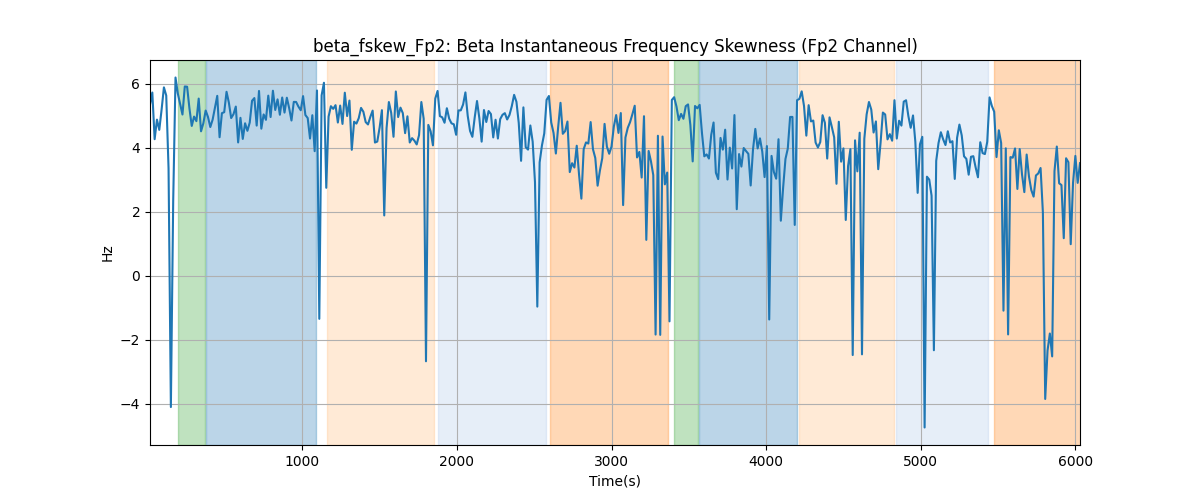 beta_fskew_Fp2: Beta Instantaneous Frequency Skewness (Fp2 Channel)
6
4
2
0
−2
−4
Hz
1000 2000 3000 4000 5000 6000
Time(s)